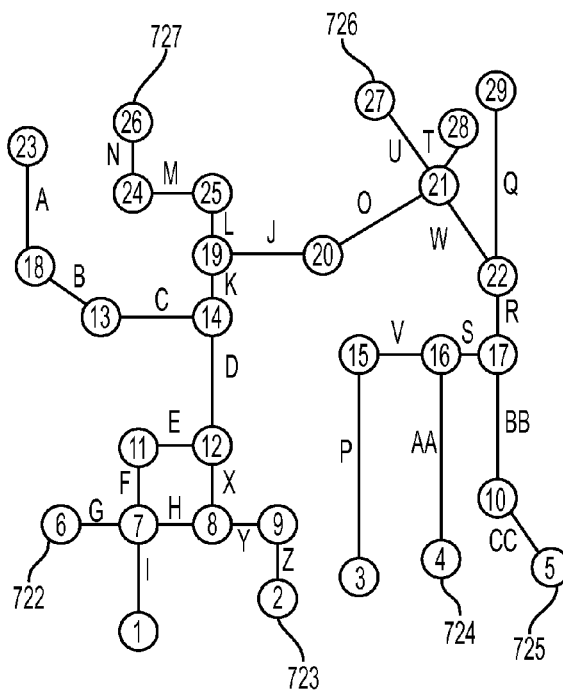 727 726
26 27 28 29
23 N M 24 25 U T Q
A O 21
L J W
18 19 20 22
B K
13 C 14 R
V S
15 16 17
D
E P AA BB
11 12
F X 10
G H
6 7 8 9 CC
Y
I Z 3 4 5
722 2 724 725
1 723